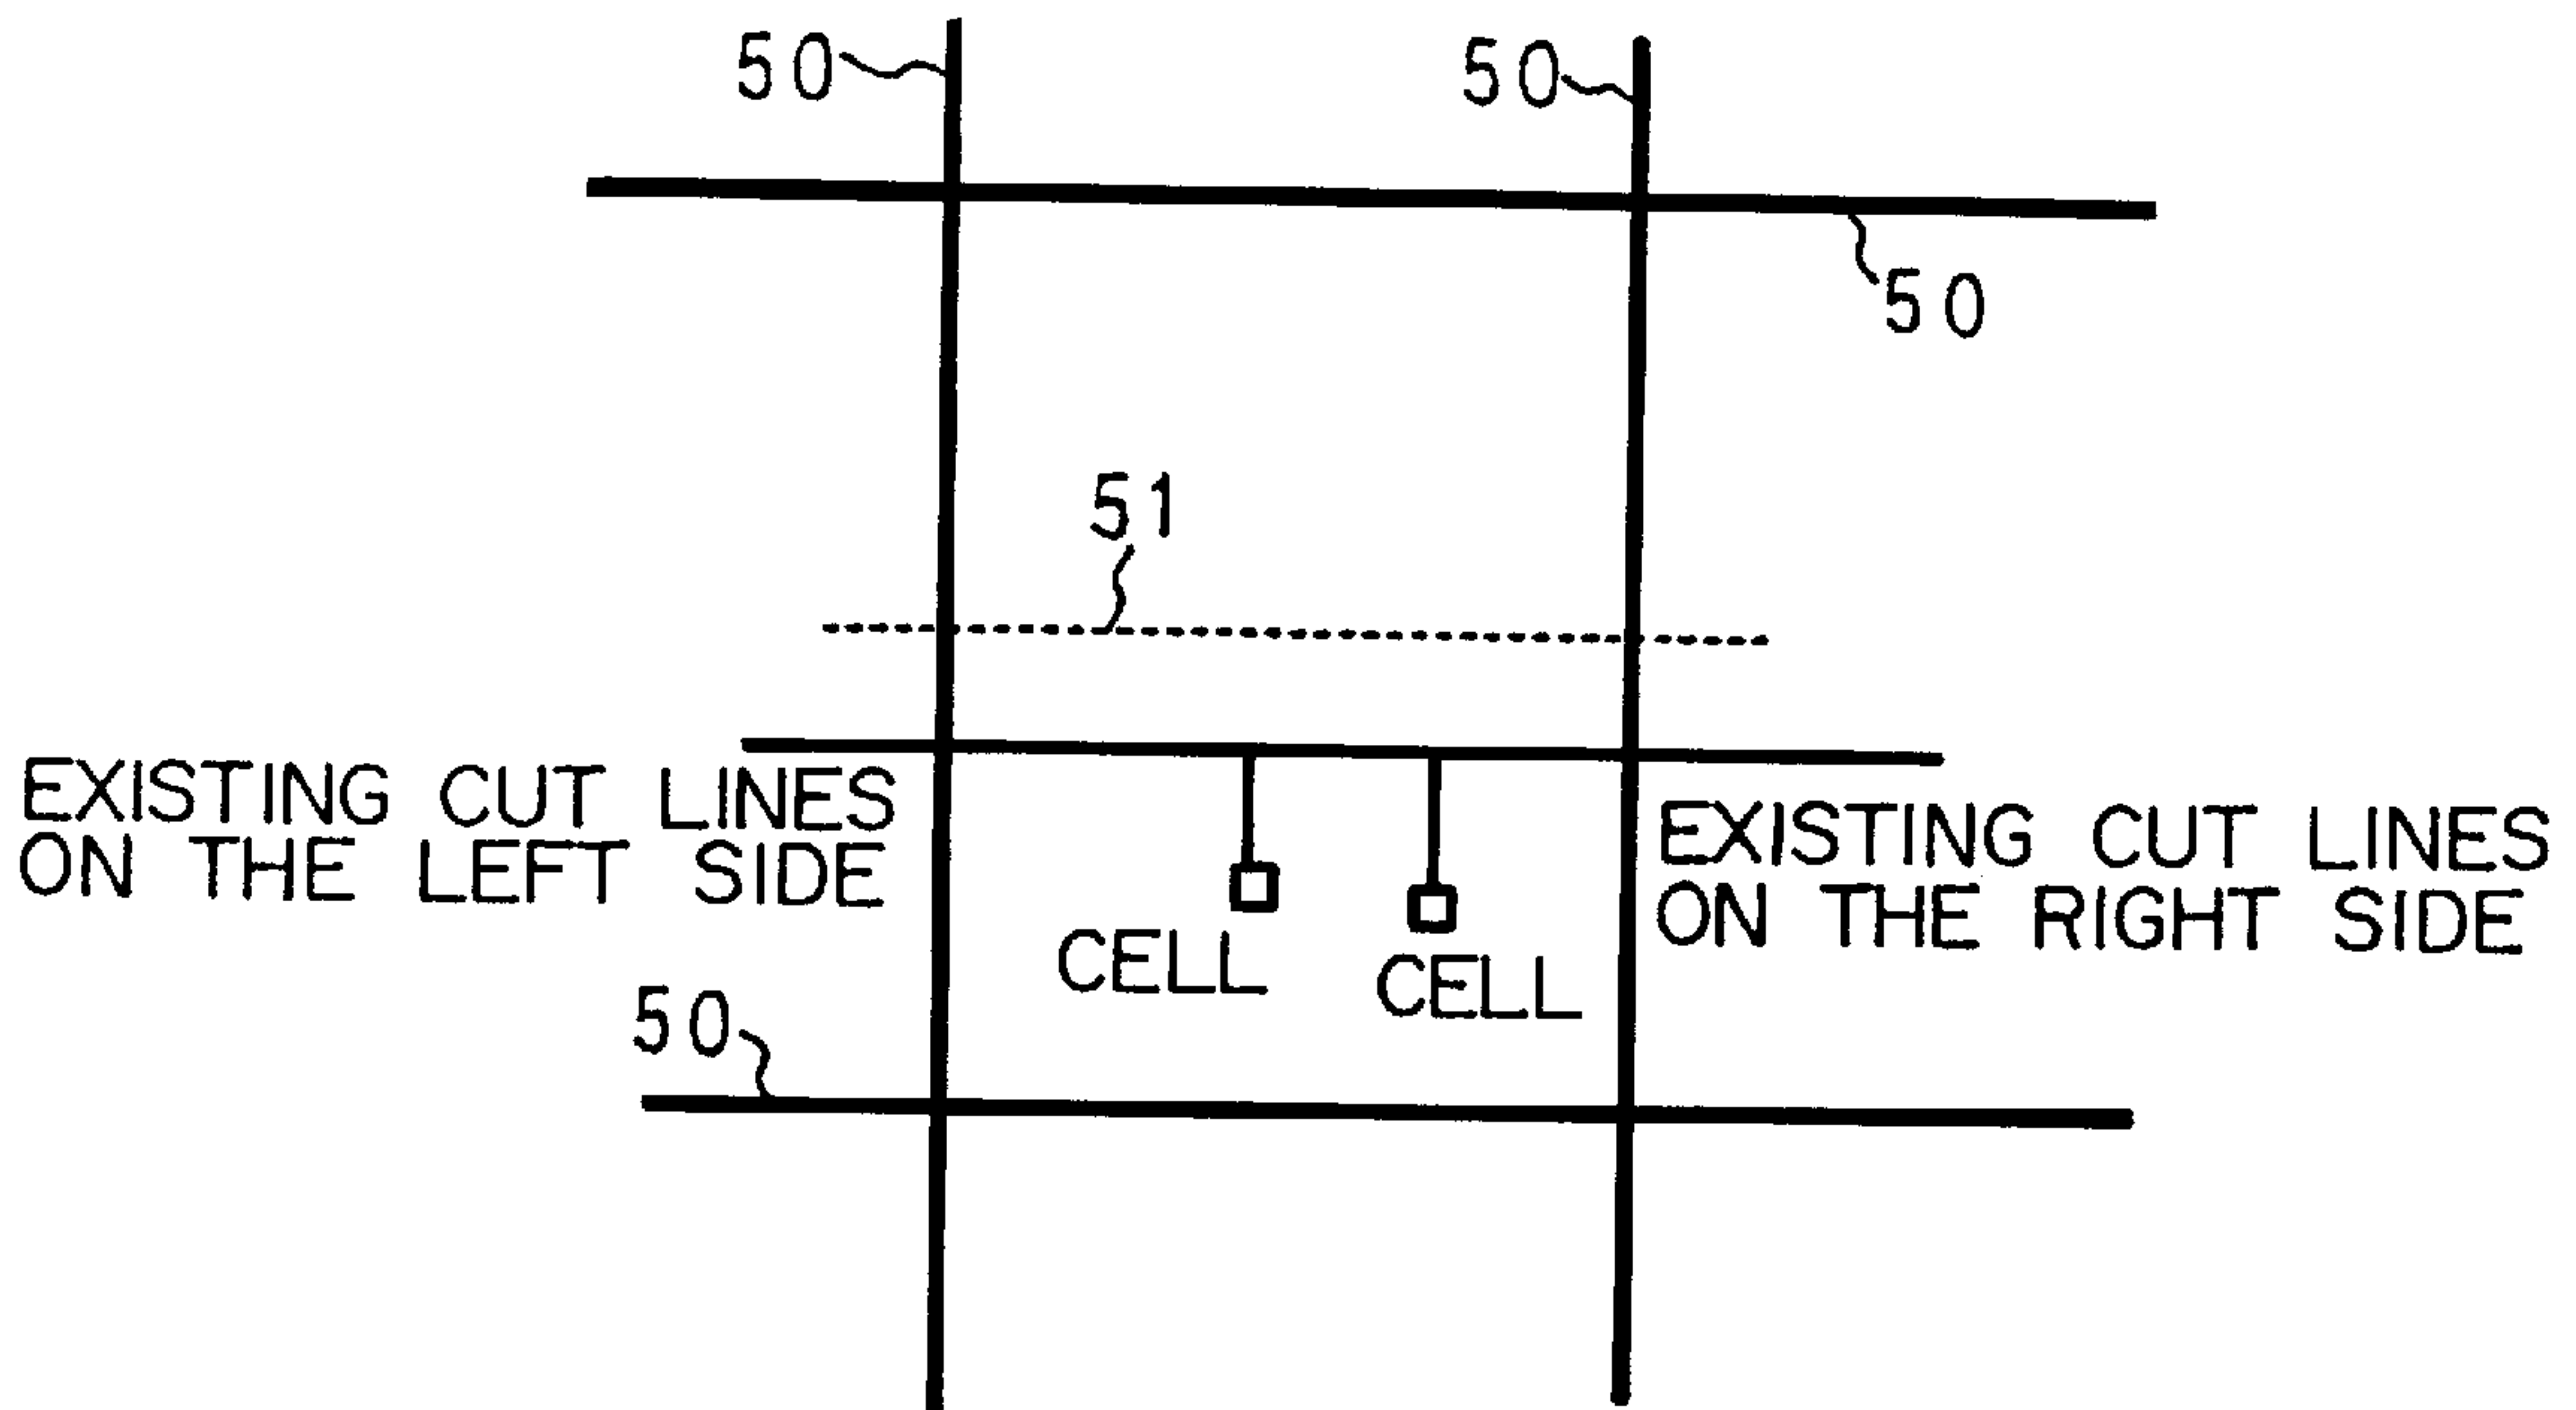 50
50
50
51
EXISTING CUT LINES
ON THE LEFT SIDE
EXISTING CUT LINES
ON THE RIGHT SIDE
CELL
CELL
50